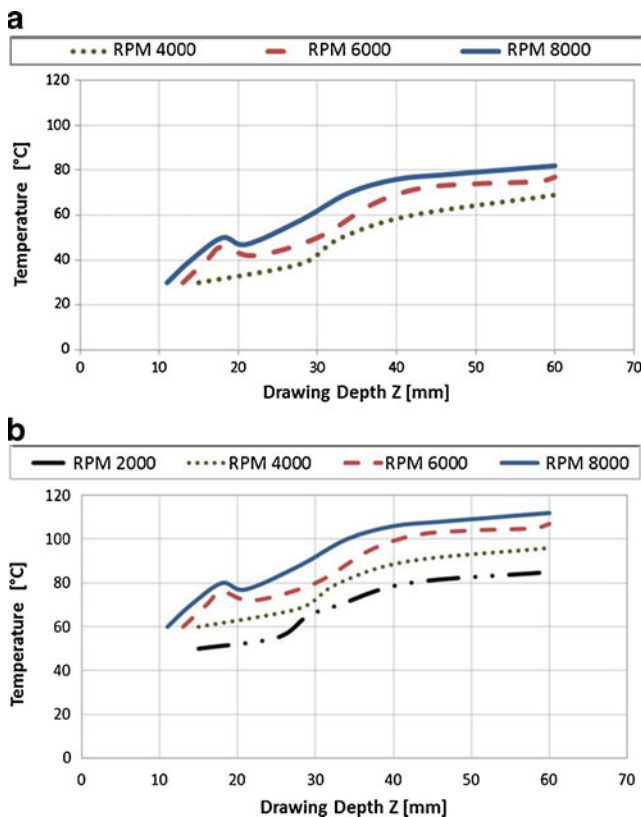 a
RPM 4000 RPM 6000 RPM 8000
120
100
80
60
40
20
0
Temperature [°C]
0 10 20 30 40 50 60 70
Drawing Depth Z [mm]
b
RPM 2000 RPM 4000 RPM 6000 RPM 8000
120
100
80
60
40
20
0
Temperature [°C]
0 10 20 30 40 50 60 70
Drawing Depth Z [mm]